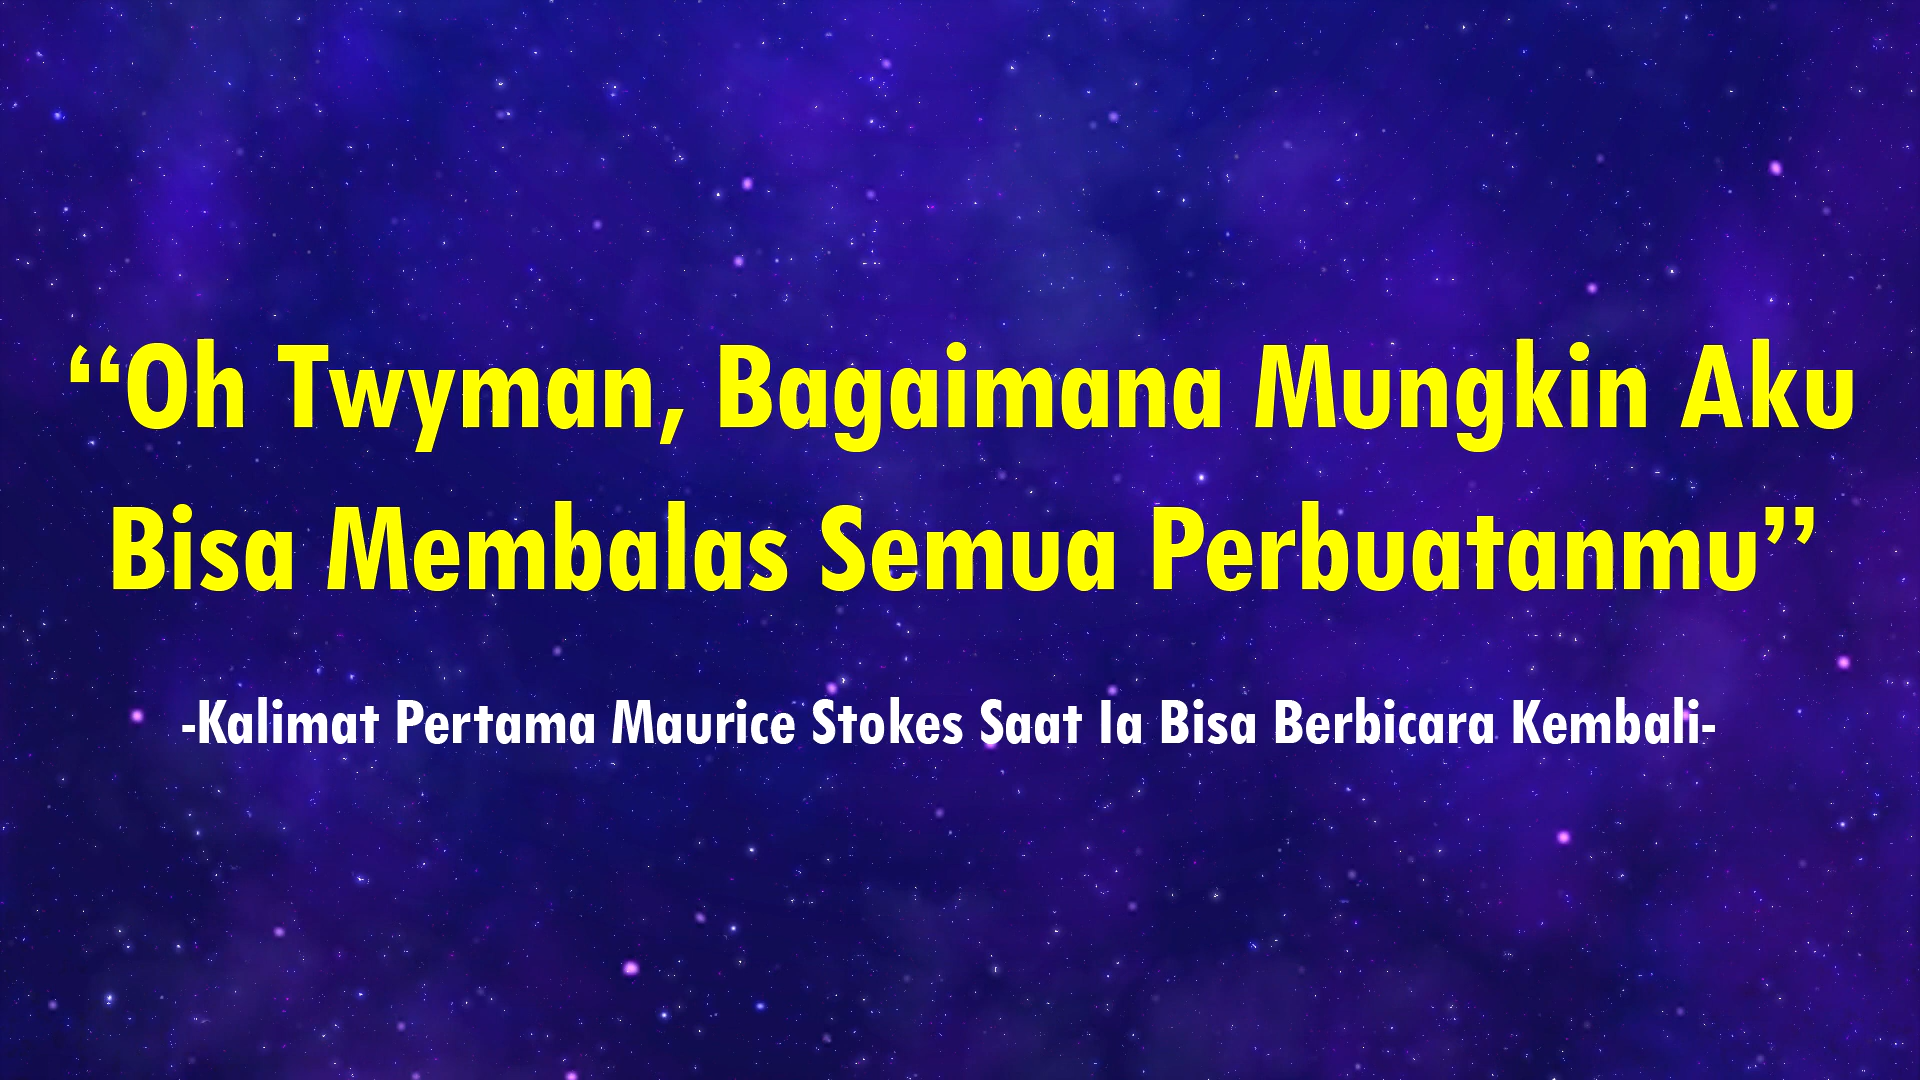 “Oh Twyman, Bagaimana Mungkin Aku
Bisa Membalas Semua Perbuatanmu”
-Kalimat Pertama Maurice Stokes Saat Ia Bisa Berbicara Kembali-